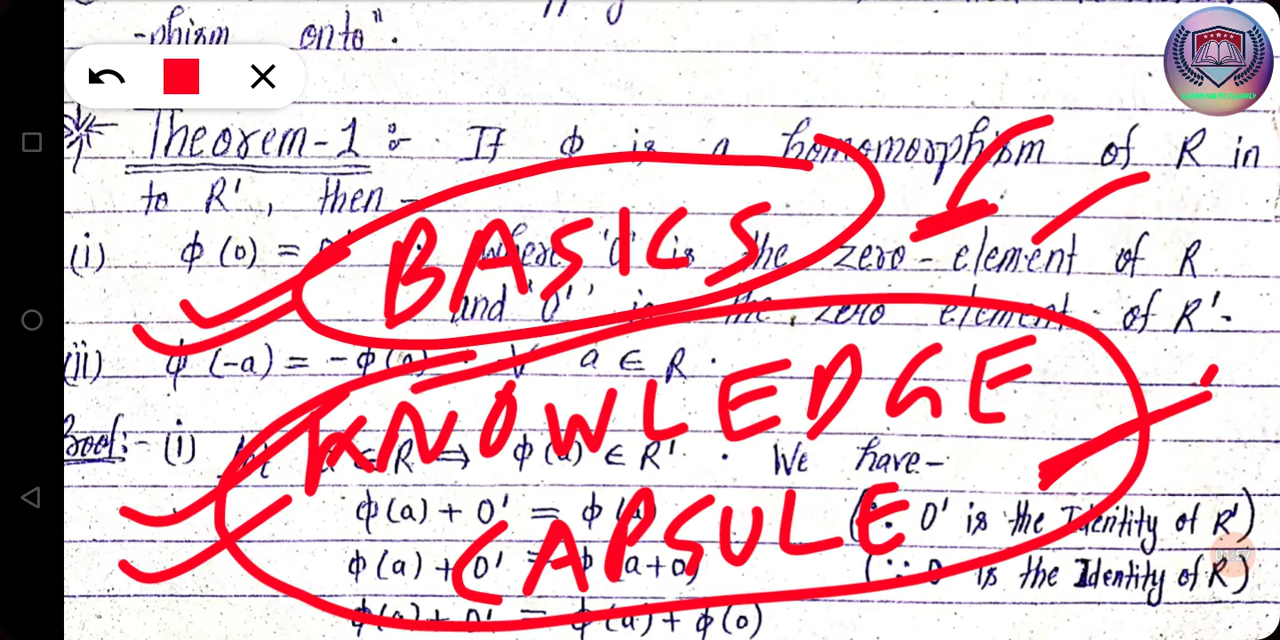 -phism onto".
Theorem-1 :- If φ is a homomorphism of R in
to R', then -
(i) φ(0) = 0' where '0' is the zero-element of R
and '0'' is the zero element of R'.
(ii) φ(-a) = -φ(a) ∀ a ∈ R.
BASICS
KNOWLEDGE
CAPSULE
Proof:- (i) Let a ∈ R ⇒ φ(a) ∈ R'. We have-
φ(a) + 0' = φ(a) (∵ 0' is the Identity of R')
φ(a) + 0' = φ(a+0) (∵ 0 is the Identity of R)
φ(a) + 0' = φ(a) + φ(0)